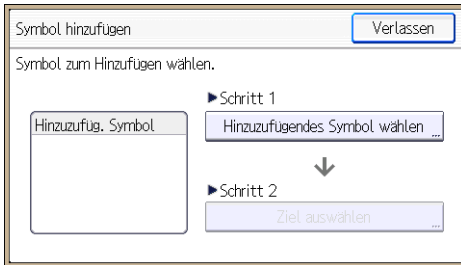 Symbol hinzufügen
Verlassen
Symbol zum Hinzufügen wählen.
Hinzuzufüg. Symbol
▶Schritt 1
Hinzuzufügendes Symbol wählen ...
▶Schritt 2
Ziel auswählen ...